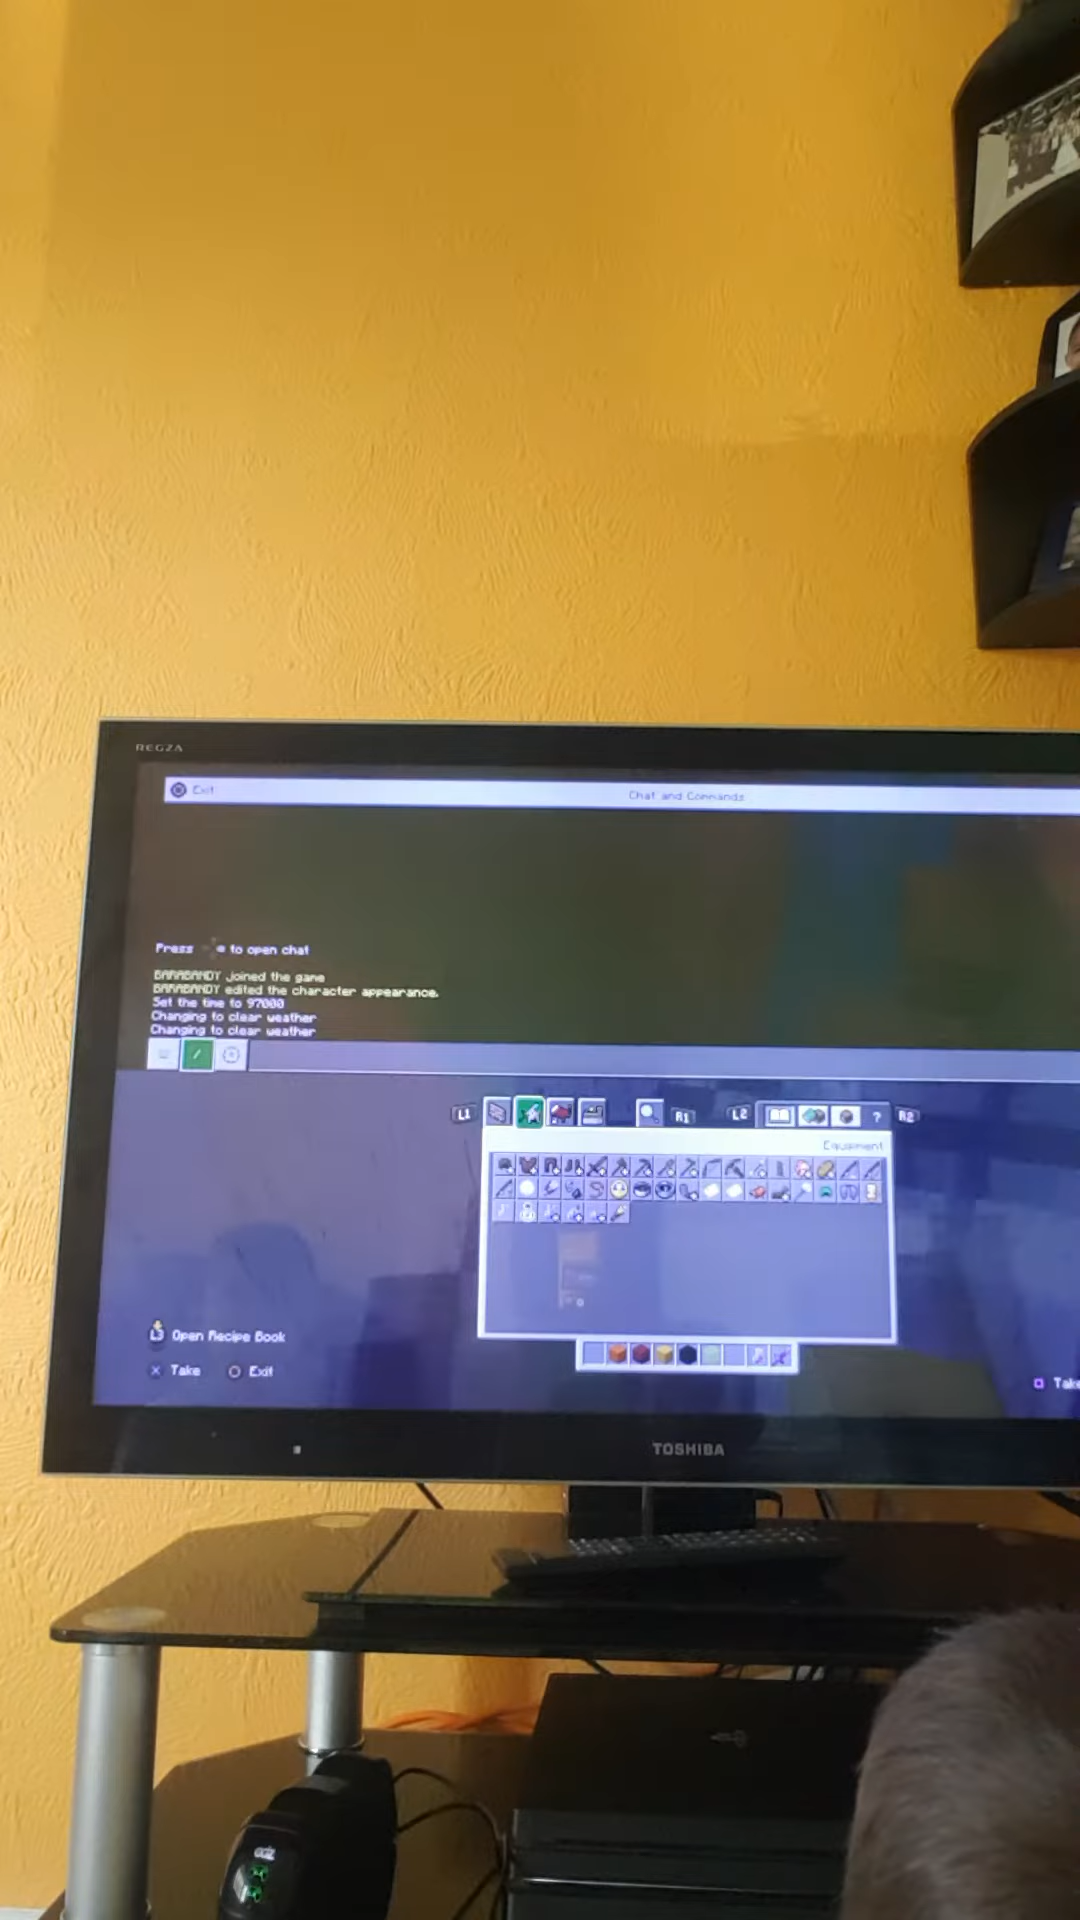 REGZA
Exit
Chat and Commands
Press to open chat
BARABANDY joined the game
BARABANDY edited the character appearance.
Set the time to 97000
Changing to clear weather
Changing to clear weather
L1
R1
L2
?
R2
Equipment
L3 Open Recipe Book
Take
Exit
Take
TOSHIBA